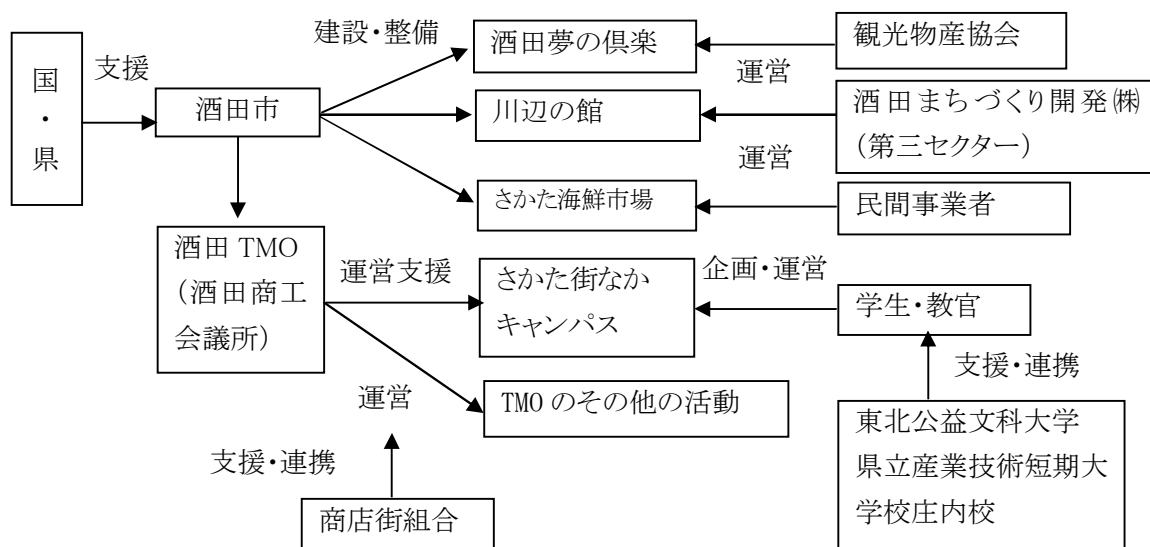 国・県
支援
酒田市
建設・整備
酒田夢の倶楽
観光物産協会
運営
川辺の館
酒田まちづくり開発㈱
（第三セクター）
運営
さかた海鮮市場
民間事業者
酒田 TMO
（酒田商工
会議所）
運営支援
さかた街なか
キャンパス
企画・運営
学生・教官
支援・連携
運営
TMO のその他の活動
東北公益文科大学
県立産業技術短期大
学校庄内校
支援・連携
商店街組合